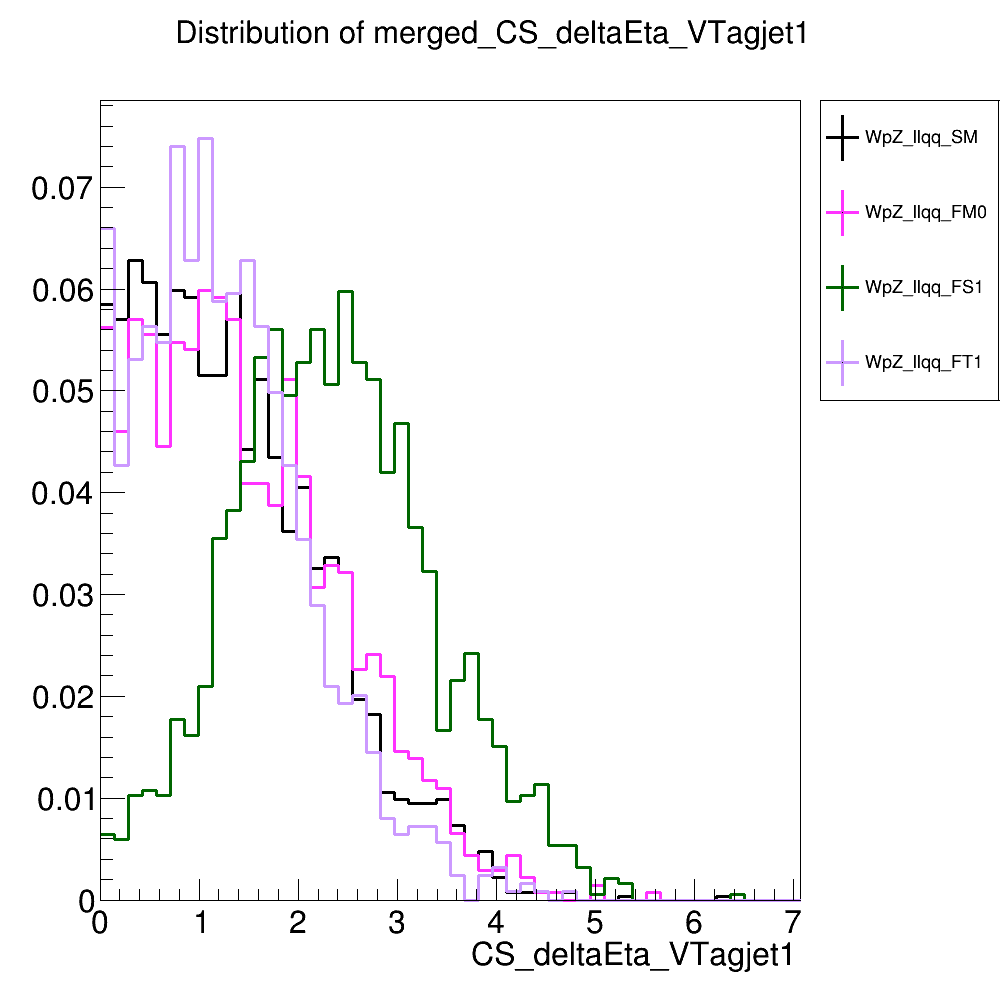 Distribution of merged_CS_deltaEta_VTagjet1
WpZ_llqq_SM
WpZ_llqq_FM0
WpZ_llqq_FS1
WpZ_llqq_FT1
0.07
0.06
0.05
0.04
0.03
0.02
0.01
0
0 1 2 3 4 5 6 7
CS_deltaEta_VTagjet1